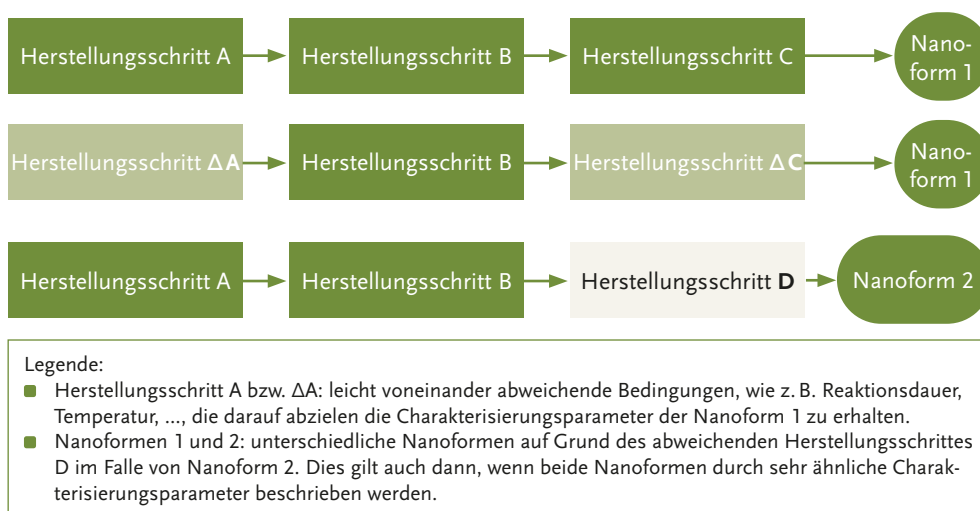 Herstellungsschritt A
Herstellungsschritt B
Herstellungsschritt C
Nano-
form 1
Herstellungsschritt ΔA
Herstellungsschritt B
Herstellungsschritt ΔC
Nano-
form 1
Herstellungsschritt A
Herstellungsschritt B
Herstellungsschritt D
Nanoform 2
Legende:
Herstellungsschritt A bzw. ΔA: leicht voneinander abweichende Bedingungen, wie z. B. Reaktionsdauer,
Temperatur, ..., die darauf abzielen die Charakterisierungsparameter der Nanoform 1 zu erhalten.
Nanoformen 1 und 2: unterschiedliche Nanoformen auf Grund des abweichenden Herstellungsschrittes
D im Falle von Nanoform 2. Dies gilt auch dann, wenn beide Nanoformen durch sehr ähnliche Charak-
terisierungsparameter beschrieben werden.